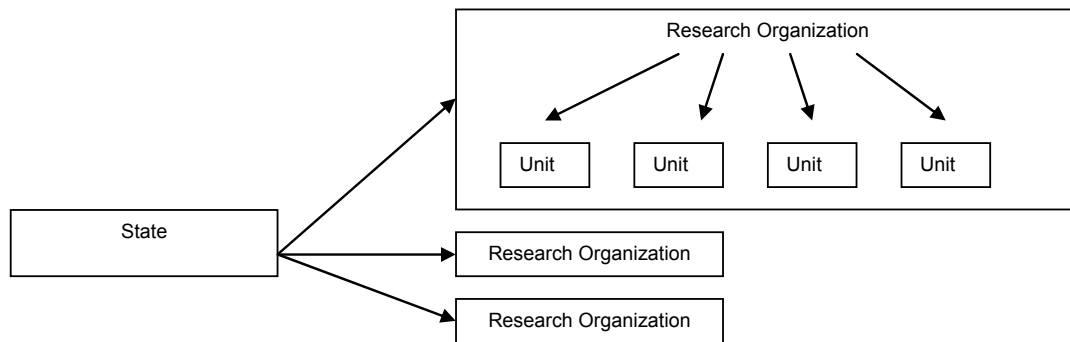 Research Organization
Unit Unit Unit Unit
State
Research Organization
Research Organization